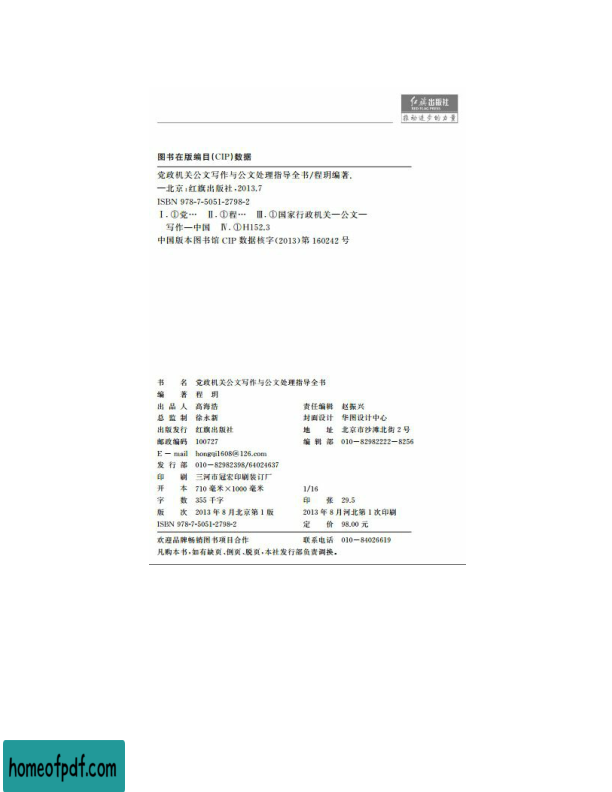 红旗出版社
RED FLAG PRESS
推动进步的力量
图书在版编目(CIP)数据
党政机关公文写作与公文处理指导全书/程玥编著.
—北京:红旗出版社,2013.7
ISBN 978-7-5051-2798-2
Ⅰ.①党… Ⅱ.①程… Ⅲ.①国家行政机关—公文—
写作—中国 Ⅳ.①H152.3
中国版本图书馆 CIP 数据核字(2013)第 160242 号
书 名 党政机关公文写作与公文处理指导全书
编 著 程 玥
出 品 人 高海浩 责任编辑 赵振兴
总 监 制 徐永新 封面设计 华图设计中心
出版发行 红旗出版社 地 址 北京市沙滩北街 2 号
邮政编码 100727 编 辑 部 010-82982222-8256
E - mail hongqi1608@126.com
发 行 部 010-82982398/64024637
印 刷 三河市冠宏印刷装订厂
开 本 710 毫米×1000 毫米 1/16
字 数 355 千字 印 张 29.5
版 次 2013 年 8 月北京第 1 版 2013 年 8 月河北第 1 次印刷
ISBN 978-7-5051-2798-2 定 价 98.00 元
欢迎品牌畅销图书项目合作 联系电话 010-84026619
凡购本书,如有缺页、倒页、脱页,本社发行部负责调换。
homeofpdf.com